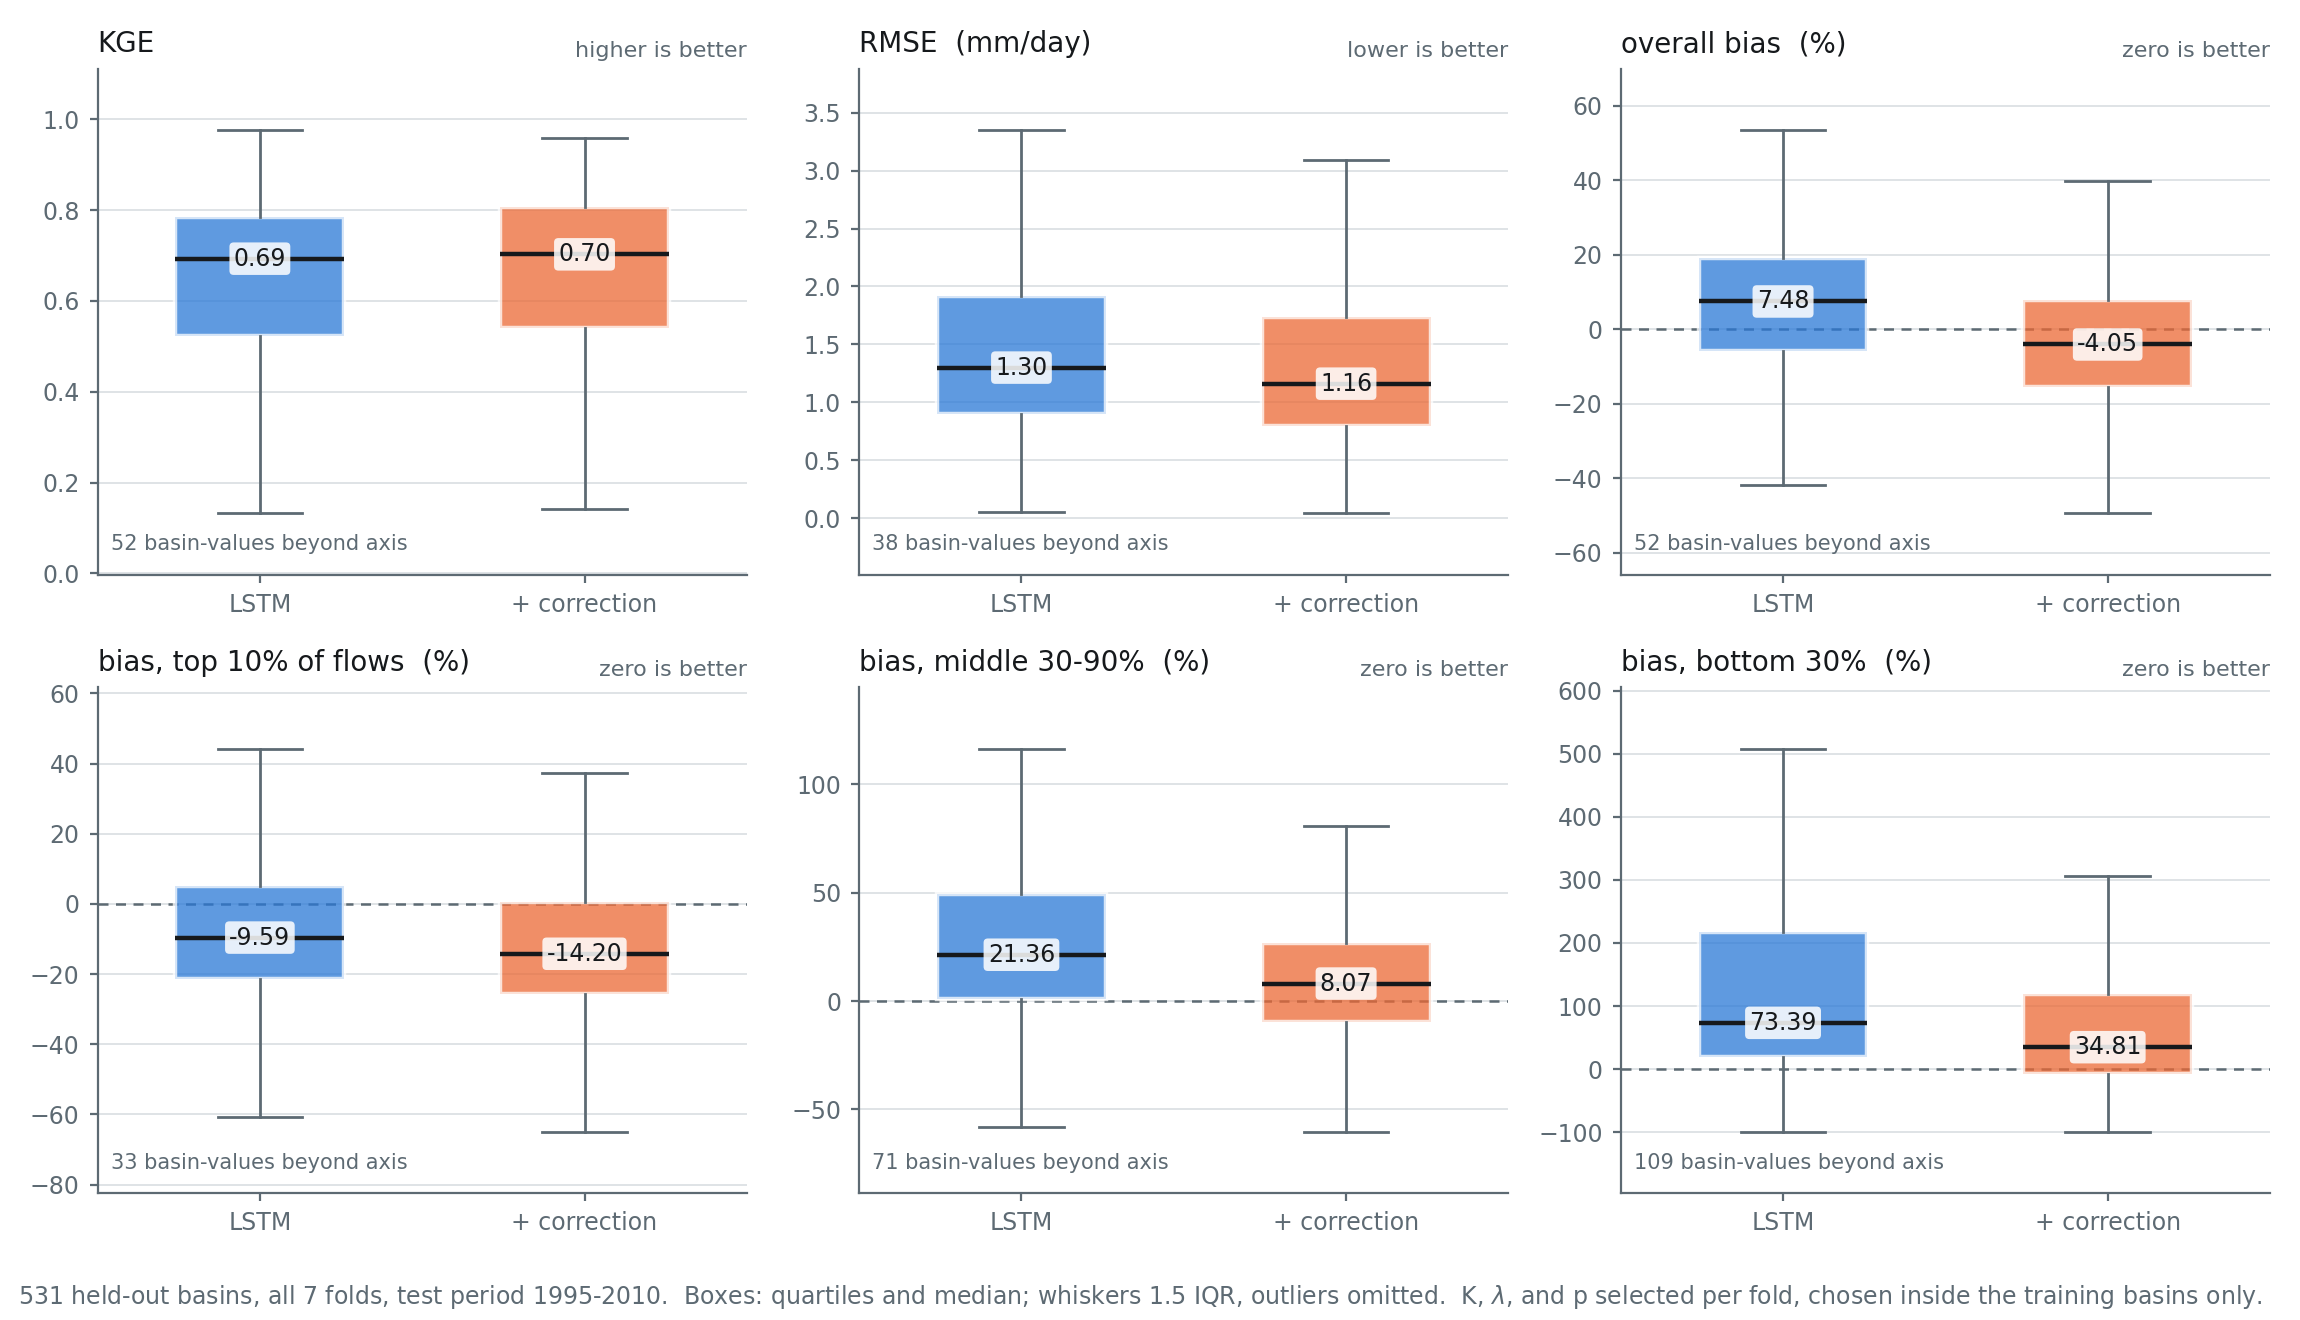 KGE
higher is better
1.0
0.8
0.6
0.4
0.2
0.0
0.69
0.70
52 basin-values beyond axis
LSTM
+ correction
RMSE (mm/day)
lower is better
3.5
3.0
2.5
2.0
1.5
1.0
0.5
0.0
1.30
1.16
38 basin-values beyond axis
LSTM
+ correction
overall bias (%)
zero is better
60
40
20
0
−20
−40
−60
7.48
-4.05
52 basin-values beyond axis
LSTM
+ correction
bias, top 10% of flows (%)
zero is better
60
40
20
0
−20
−40
−60
−80
-9.59
-14.20
33 basin-values beyond axis
LSTM
+ correction
bias, middle 30-90% (%)
zero is better
100
50
0
−50
21.36
8.07
71 basin-values beyond axis
LSTM
+ correction
bias, bottom 30% (%)
zero is better
600
500
400
300
200
100
0
−100
73.39
34.81
109 basin-values beyond axis
LSTM
+ correction
531 held-out basins, all 7 folds, test period 1995-2010. Boxes: quartiles and median; whiskers 1.5 IQR, outliers omitted. K, λ, and p selected per fold, chosen inside the training basins only.